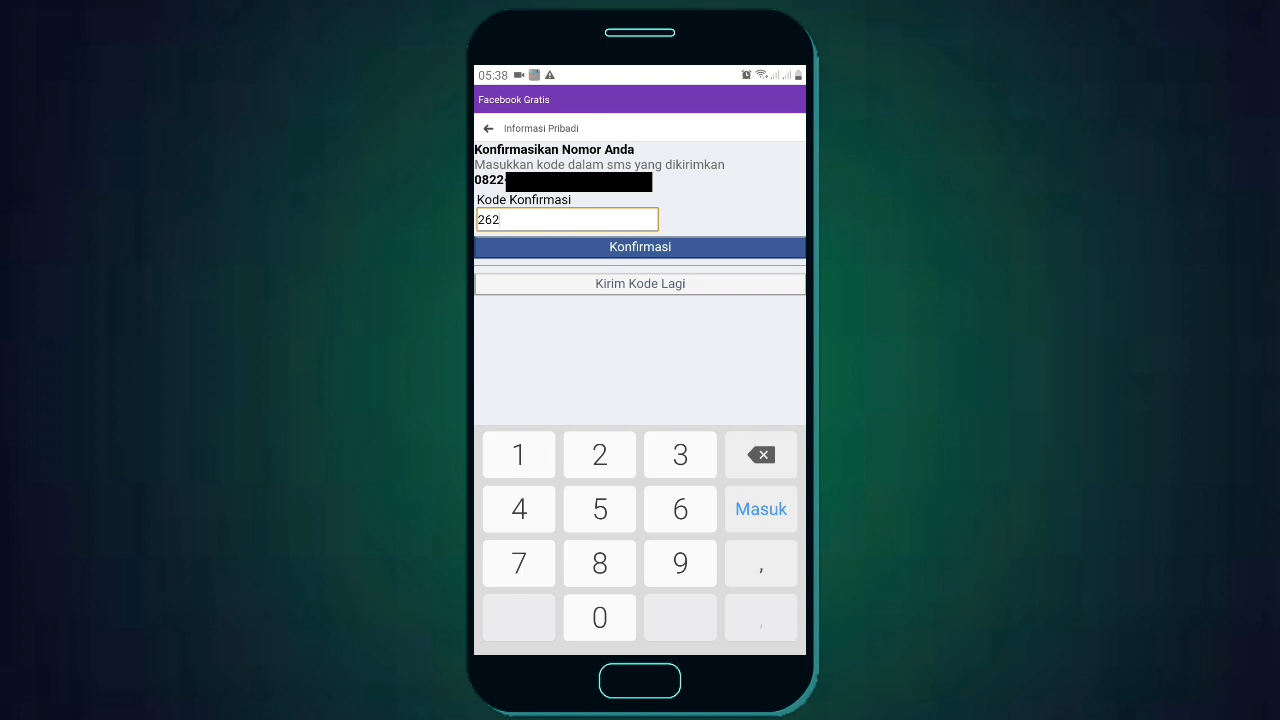 05:38
Facebook Gratis
Informasi Pribadi
Konfirmasikan Nomor Anda
Masukkan kode dalam sms yang dikirimkan
0822-
Kode Konfirmasi
262
Konfirmasi
Kirim Kode Lagi
1 2 3
4 5 6 Masuk
7 8 9 ,
0 ,